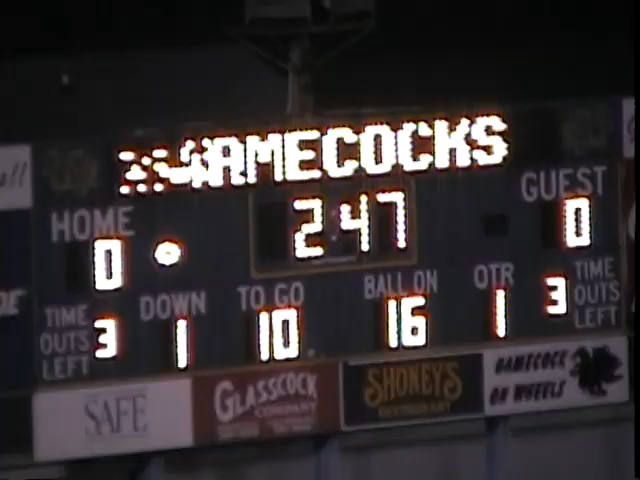 GAMECOCKS
HOME 2:47 GUEST
0 0
TIME OUTS LEFT 3 DOWN 1 TO GO 10 BALL ON 16 QTR 1 3 TIME OUTS LEFT
SAFE
GLASSCOCK
COMPANY
SHONEY'S
RESTAURANT
GAMECOCK
ON WHEELS